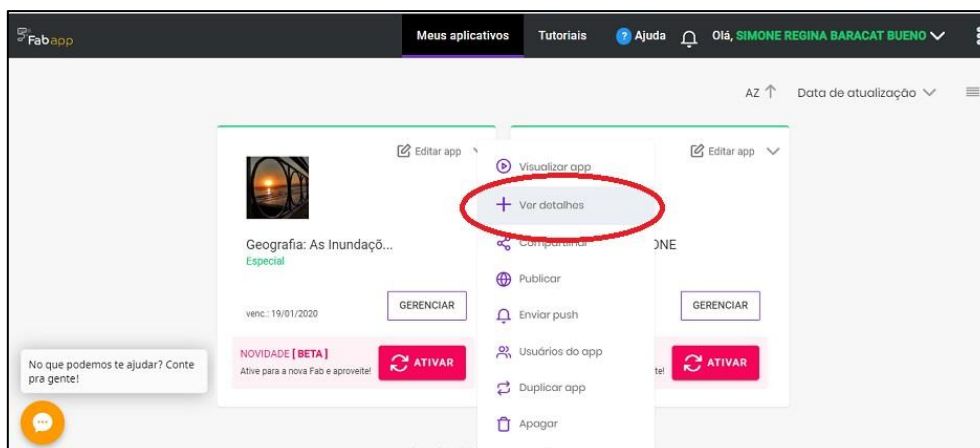 Fabapp
Meus aplicativos
Tutoriais
? Ajuda
Olá, SIMONE REGINA BARACAT BUENO
AZ
Data de atualização
Editar app
Geografia: As Inundaçõ...
Especial
venc.: 19/01/2020
GERENCIAR
NOVIDADE [ BETA ]
Ative para a nova Fab e aproveite!
ATIVAR
Visualizar app
Ver detalhes
Compartilhar
Publicar
Enviar push
Usuários do app
Duplicar app
Apagar
Editar app
ONE
GERENCIAR
te!
ATIVAR
No que podemos te ajudar? Conte
pra gente!